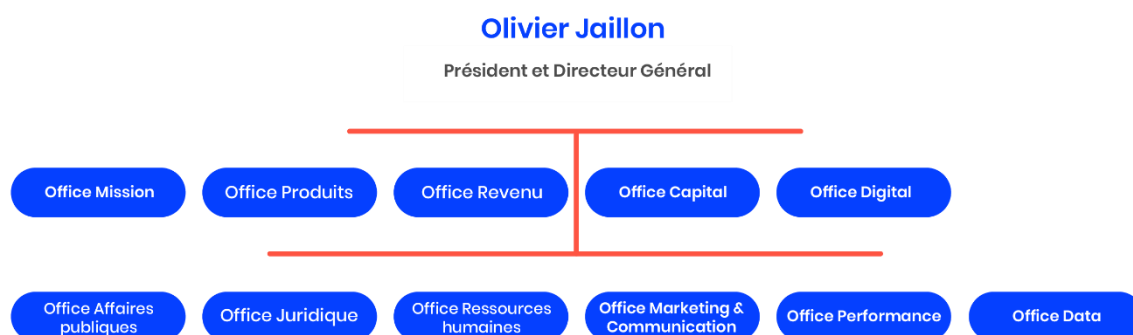 Olivier Jaillon
Président et Directeur Général
Office Mission
Office Produits
Office Revenu
Office Capital
Office Digital
Office Affaires
publiques
Office Juridique
Office Ressources
humaines
Office Marketing &
Communication
Office Performance
Office Data